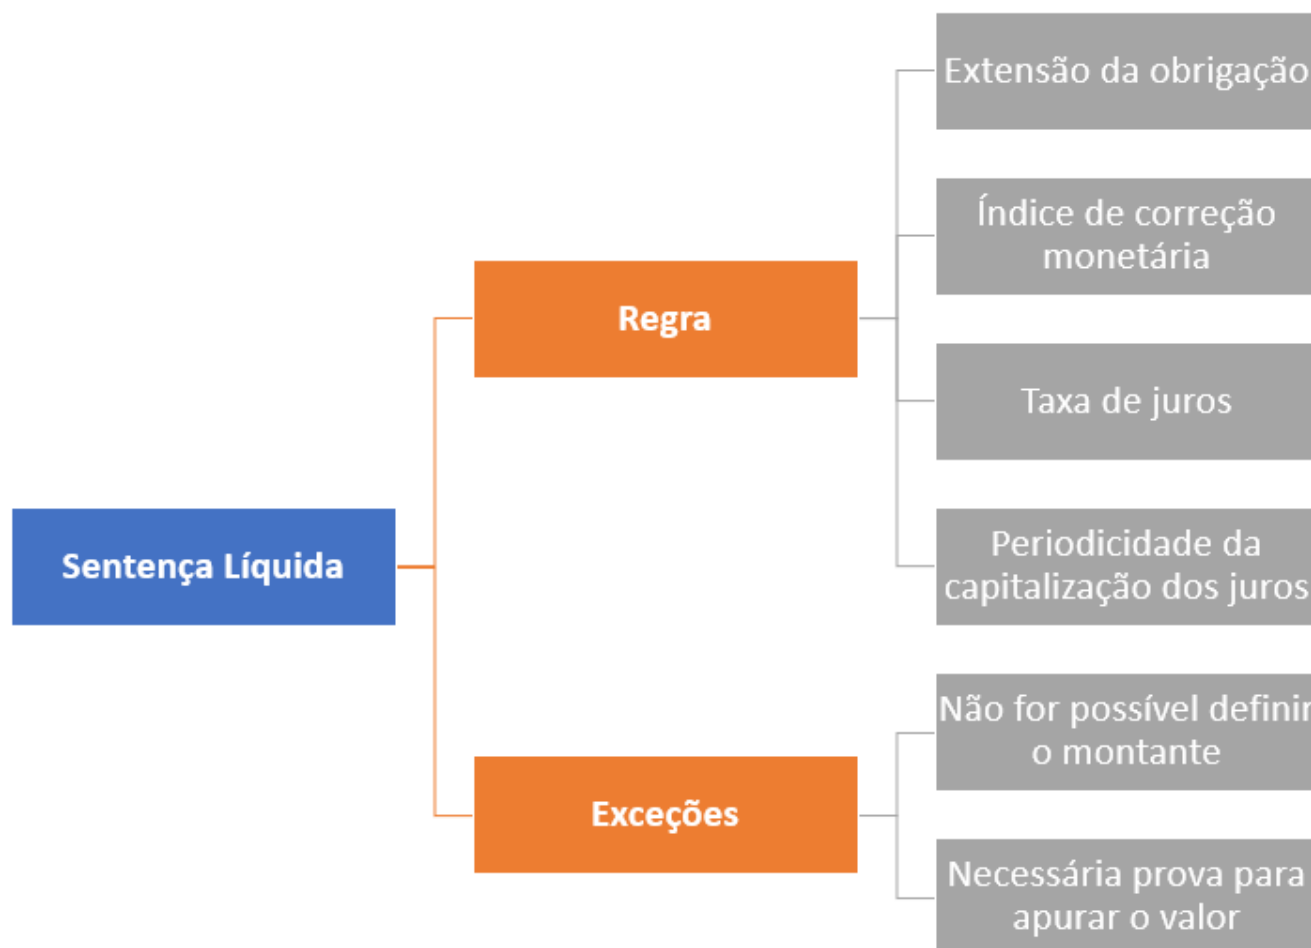 Extensão da obrigação
Índice de correção
monetária
Regra
Taxa de juros
Sentença Líquida
Periodicidade da
capitalização dos juros
Não for possível definir
o montante
Exceções
Necessária prova para
apurar o valor